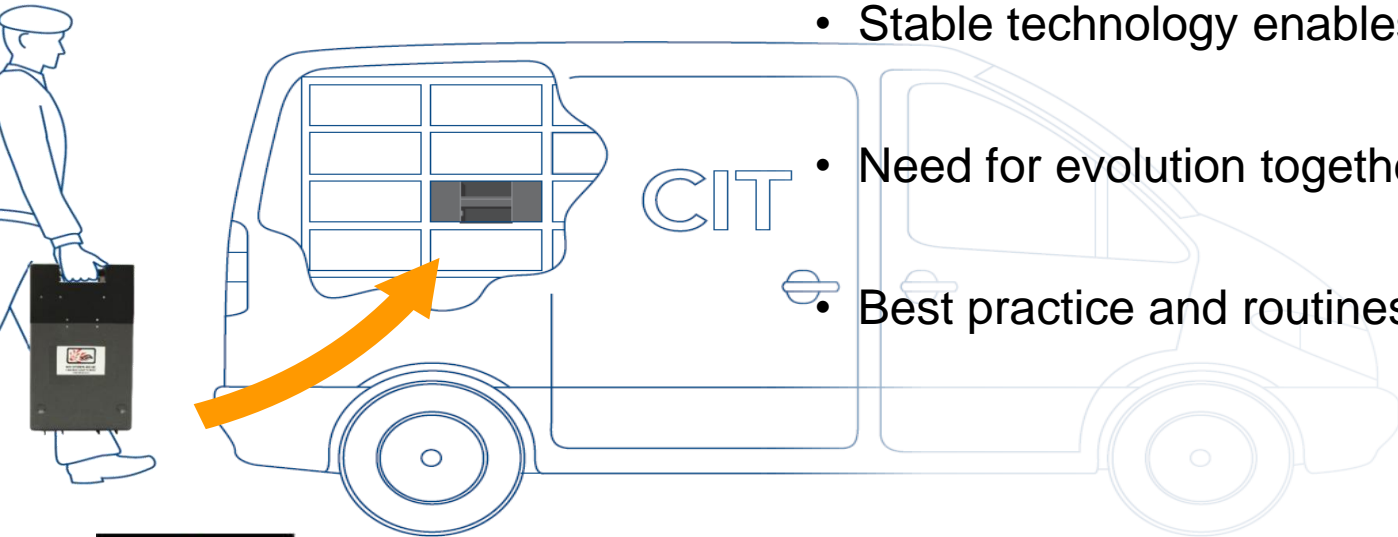 • Stable technology enables
• Need for evolution togethe
CIT
• Best practice and routines